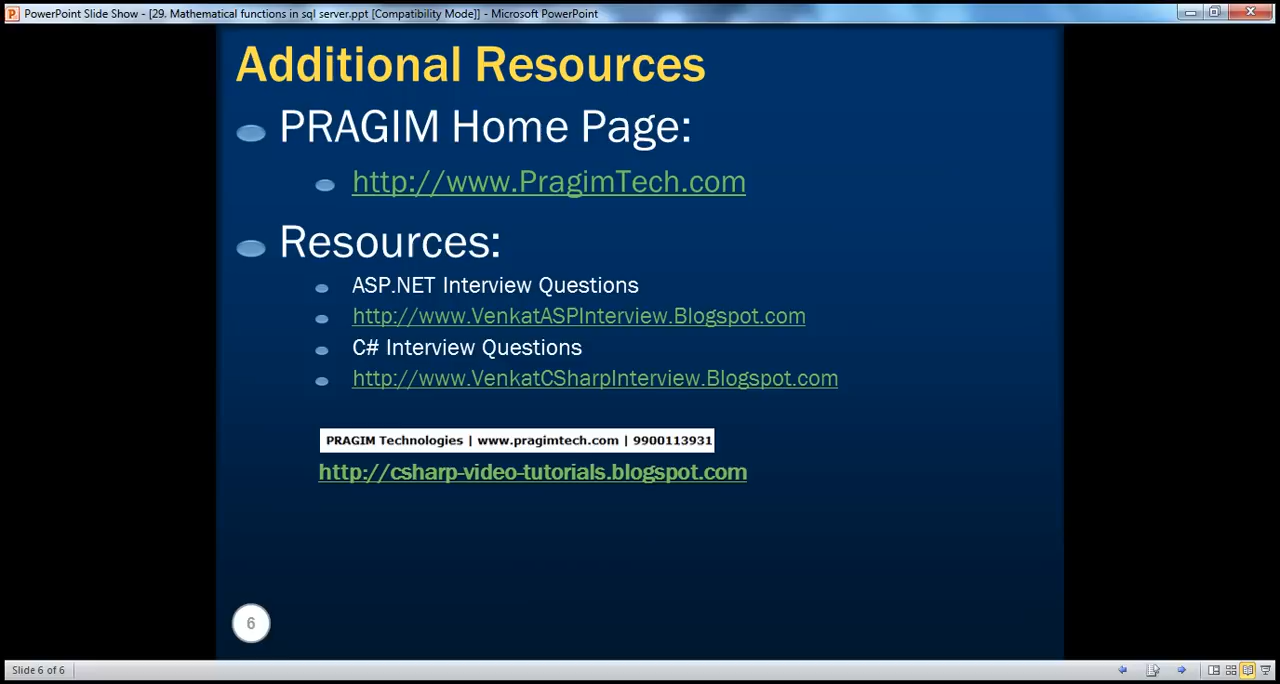 PowerPoint Slide Show - [29. Mathematical functions in sql server.ppt [Compatibility Mode]] - Microsoft PowerPoint
Additional Resources
PRAGIM Home Page:
http://www.PragimTech.com
Resources:
ASP.NET Interview Questions
http://www.VenkatASPInterview.Blogspot.com
C# Interview Questions
http://www.VenkatCSharpInterview.Blogspot.com
PRAGIM Technologies | www.pragimtech.com | 9900113931
http://csharp-video-tutorials.blogspot.com
6
Slide 6 of 6